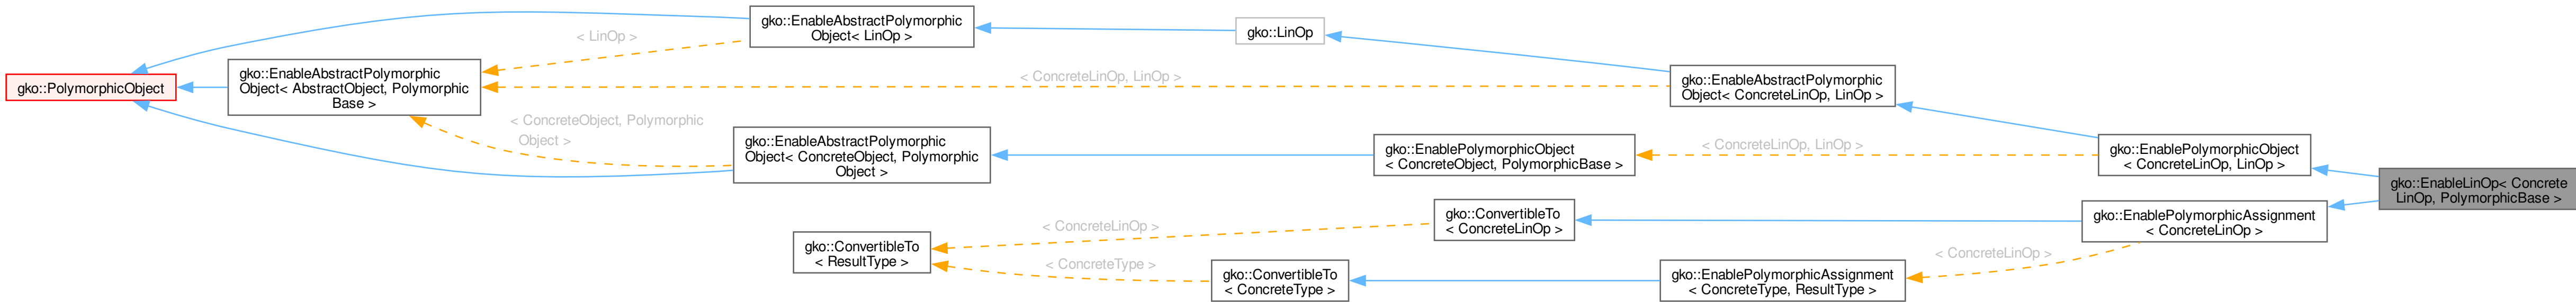 gko::PolymorphicObject
gko::EnableAbstractPolymorphic
Object< AbstractObject, Polymorphic
Base >
< LinOp >
gko::EnableAbstractPolymorphic
Object< LinOp >
gko::LinOp
< ConcreteLinOp, LinOp >
gko::EnableAbstractPolymorphic
Object< ConcreteLinOp, LinOp >
< ConcreteObject, Polymorphic
Object >
gko::EnableAbstractPolymorphic
Object< ConcreteObject, Polymorphic
Object >
gko::EnablePolymorphicObject
< ConcreteObject, PolymorphicBase >
< ConcreteLinOp, LinOp >
gko::EnablePolymorphicObject
< ConcreteLinOp, LinOp >
gko::EnableLinOp< Concrete
LinOp, PolymorphicBase >
gko::ConvertibleTo
< ResultType >
< ConcreteLinOp >
gko::ConvertibleTo
< ConcreteLinOp >
gko::EnablePolymorphicAssignment
< ConcreteLinOp >
< ConcreteType >
gko::ConvertibleTo
< ConcreteType >
gko::EnablePolymorphicAssignment
< ConcreteType, ResultType >
< ConcreteLinOp >